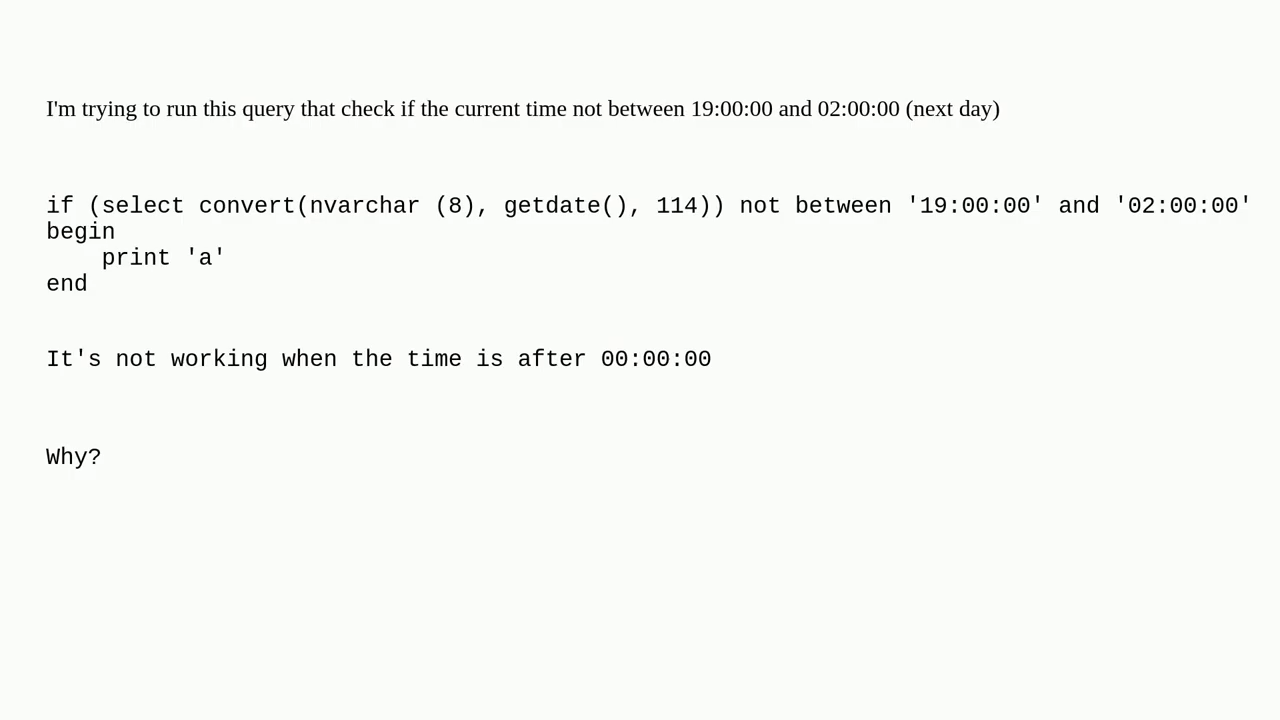 I'm trying to run this query that check if the current time not between 19:00:00 and 02:00:00 (next day)
if (select convert(nvarchar (8), getdate(), 114)) not between '19:00:00' and '02:00:00'
begin
    print 'a'
end
It's not working when the time is after 00:00:00
Why?